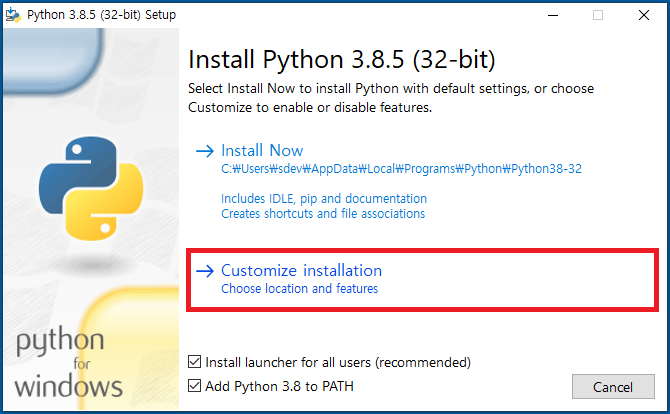 Python 3.8.5 (32-bit) Setup
Install Python 3.8.5 (32-bit)
Select Install Now to install Python with default settings, or choose
Customize to enable or disable features.
Install Now
C:₩Users₩sdev₩AppData₩Local₩Programs₩Python₩Python38-32
Includes IDLE, pip and documentation
Creates shortcuts and file associations
Customize installation
Choose location and features
python
for
windows
Install launcher for all users (recommended)
Add Python 3.8 to PATH
Cancel